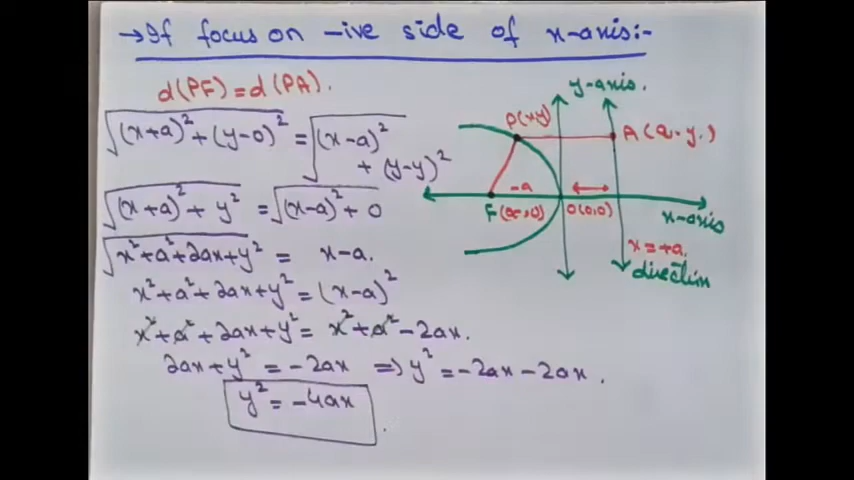 →If focus on -ive side of x-axis:-
d(PF) = d(PA).
√(x+a)² + (y-0)² = √(x-a)²
+ (y-y)²
√(x+a)² + y² = √(x-a)² + 0
√x² + a² + 2ax + y² = x-a.
x² + a² + 2ax + y² = (x-a)²
x² + a² + 2ax + y² = x² + a² - 2ax.
2ax + y² = -2ax ⇒ y² = -2ax - 2ax.
y² = -4ax
y-axis.
P(x,y)
A(a,y)
-a
O(0,0)
x-axis
x=+a.